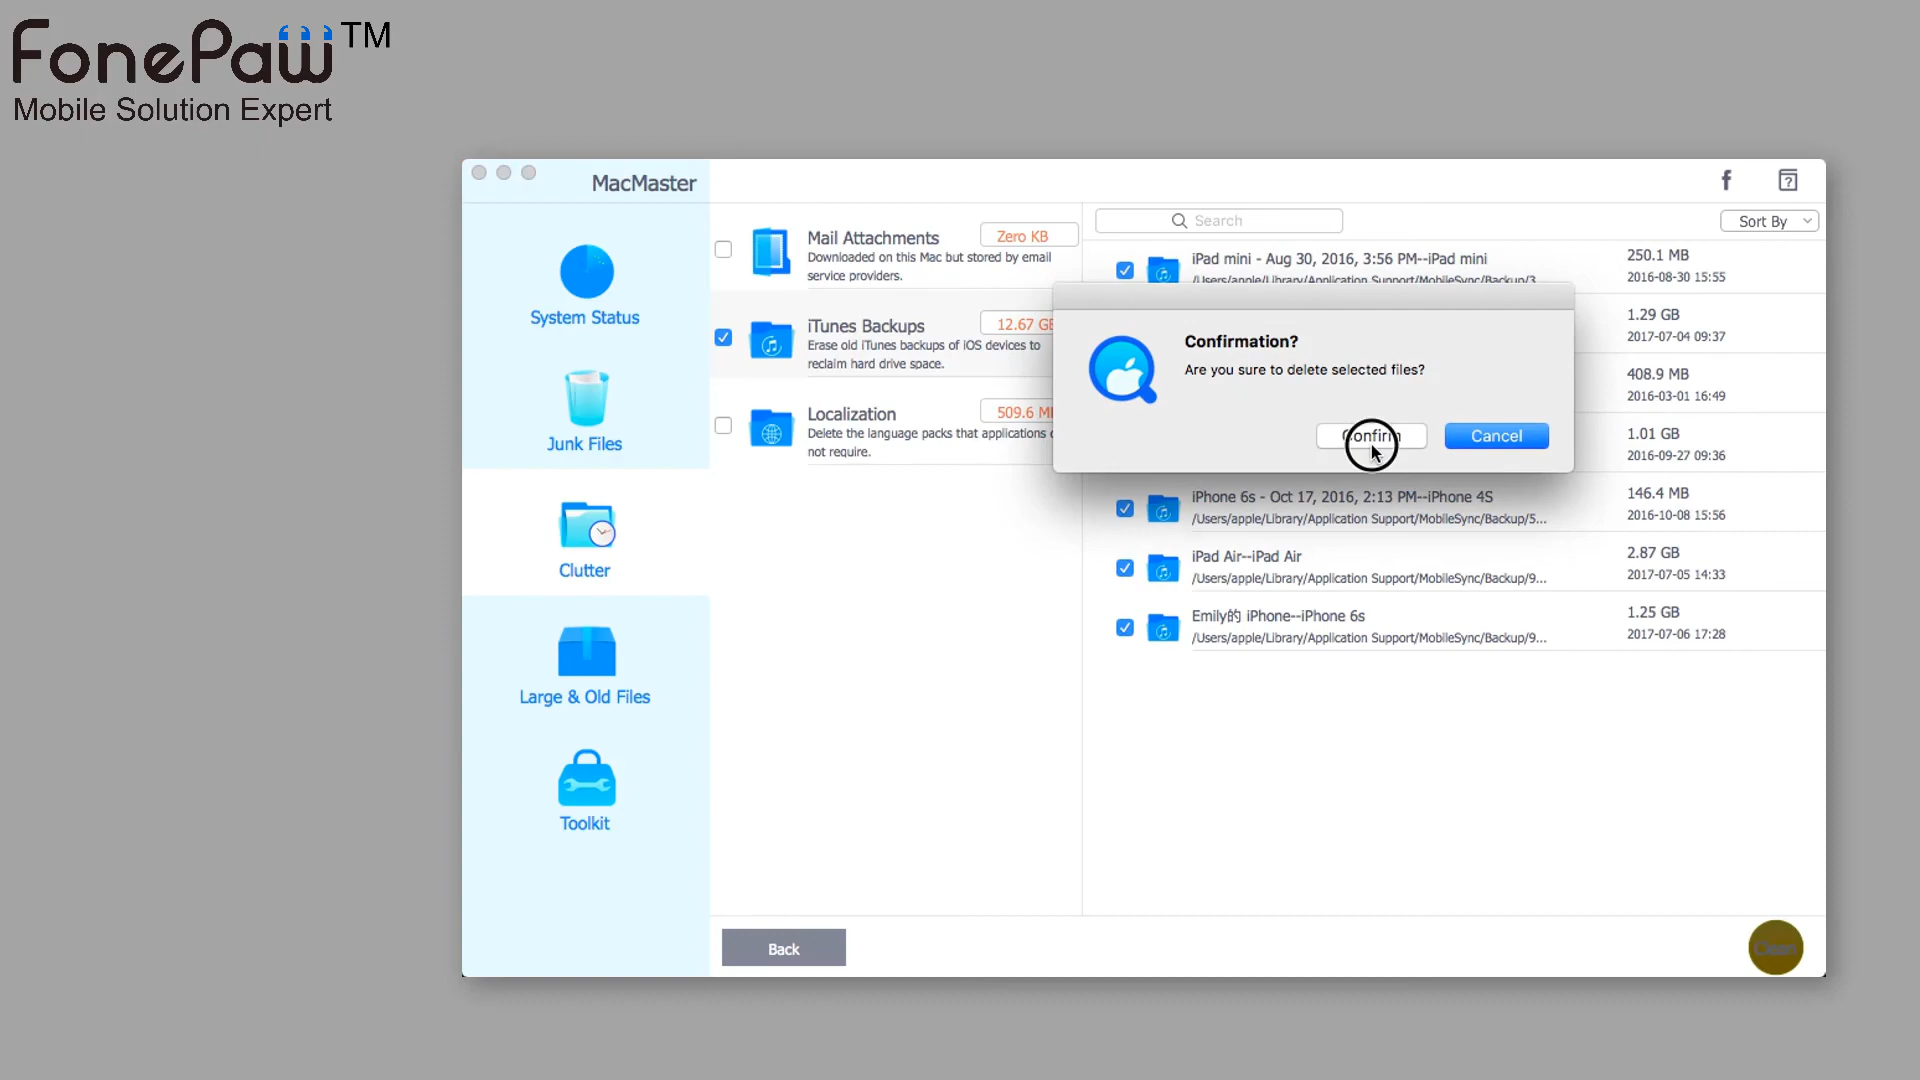 FonePaw™
Mobile Solution Expert
MacMaster
f
?
System Status
Junk Files
Clutter
Large & Old Files
Toolkit
Mail Attachments
Zero KB
Downloaded on this Mac but stored by email
service providers.
iTunes Backups
12.67 GB
Erase old iTunes backups of iOS devices to
reclaim hard drive space.
Localization
509.6
Delete the language packs that applications
not require.
Search
Sort By
iPad mini - Aug 30, 2016, 3:56 PM--iPad mini
/Users/apple/Library/Application Support/MobileSync/Backup/3...
250.1 MB
2016-08-30 15:55
1.29 GB
2017-07-04 09:37
408.9 MB
2016-03-01 16:49
1.01 GB
2016-09-27 09:36
Confirmation?
Are you sure to delete selected files?
Confirm
Cancel
iPhone 6s - Oct 17, 2016, 2:13 PM--iPhone 4S
/Users/apple/Library/Application Support/MobileSync/Backup/5...
146.4 MB
2016-10-08 15:56
iPad Air--iPad Air
/Users/apple/Library/Application Support/MobileSync/Backup/9...
2.87 GB
2017-07-05 14:33
Emily的 iPhone--iPhone 6s
/Users/apple/Library/Application Support/MobileSync/Backup/9...
1.25 GB
2017-07-06 17:28
Back
Clean